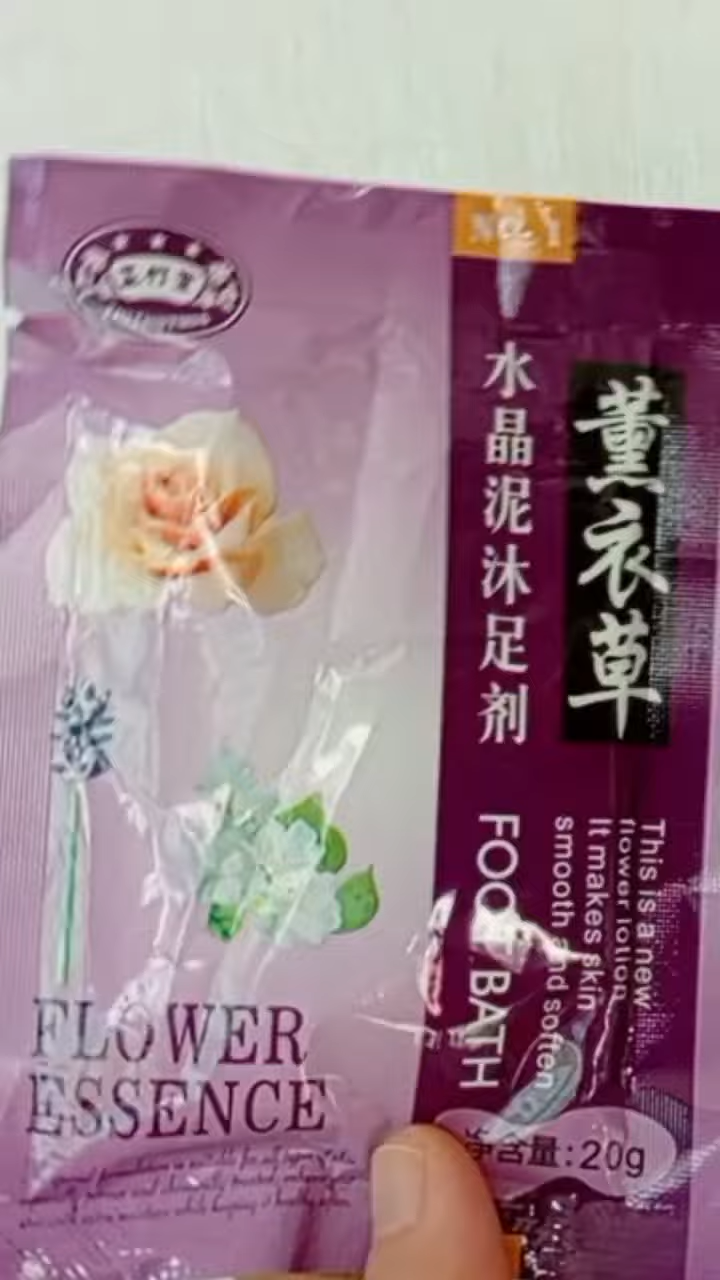 NO. 1
薰衣草
水晶泥沐足剂
This is a new
flower lotion
It makes skin
smooth and soften
FOOT BATH
FLOWER
ESSENCE
净含量:20g